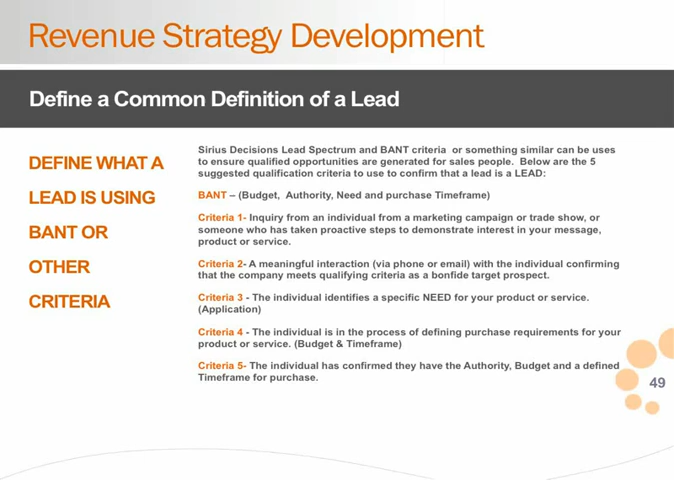 Revenue Strategy Development
Define a Common Definition of a Lead
DEFINE WHAT A
LEAD IS USING
BANT OR
OTHER
CRITERIA
Sirius Decisions Lead Spectrum and BANT criteria  or something similar can be uses
to ensure qualified opportunities are generated for sales people.  Below are the 5
suggested qualification criteria to use to confirm that a lead is a LEAD:
BANT – (Budget,  Authority, Need and purchase Timeframe)
Criteria 1- Inquiry from an individual from a marketing campaign or trade show, or
someone who has taken proactive steps to demonstrate interest in your message,
product or service.
Criteria 2- A meaningful interaction (via phone or email) with the individual confirming
that the company meets qualifying criteria as a bonfide target prospect.
Criteria 3 - The individual identifies a specific NEED for your product or service.
(Application)
Criteria 4 - The individual is in the process of defining purchase requirements for your
product or service. (Budget & Timeframe)
Criteria 5- The individual has confirmed they have the Authority, Budget and a defined
Timeframe for purchase.
49